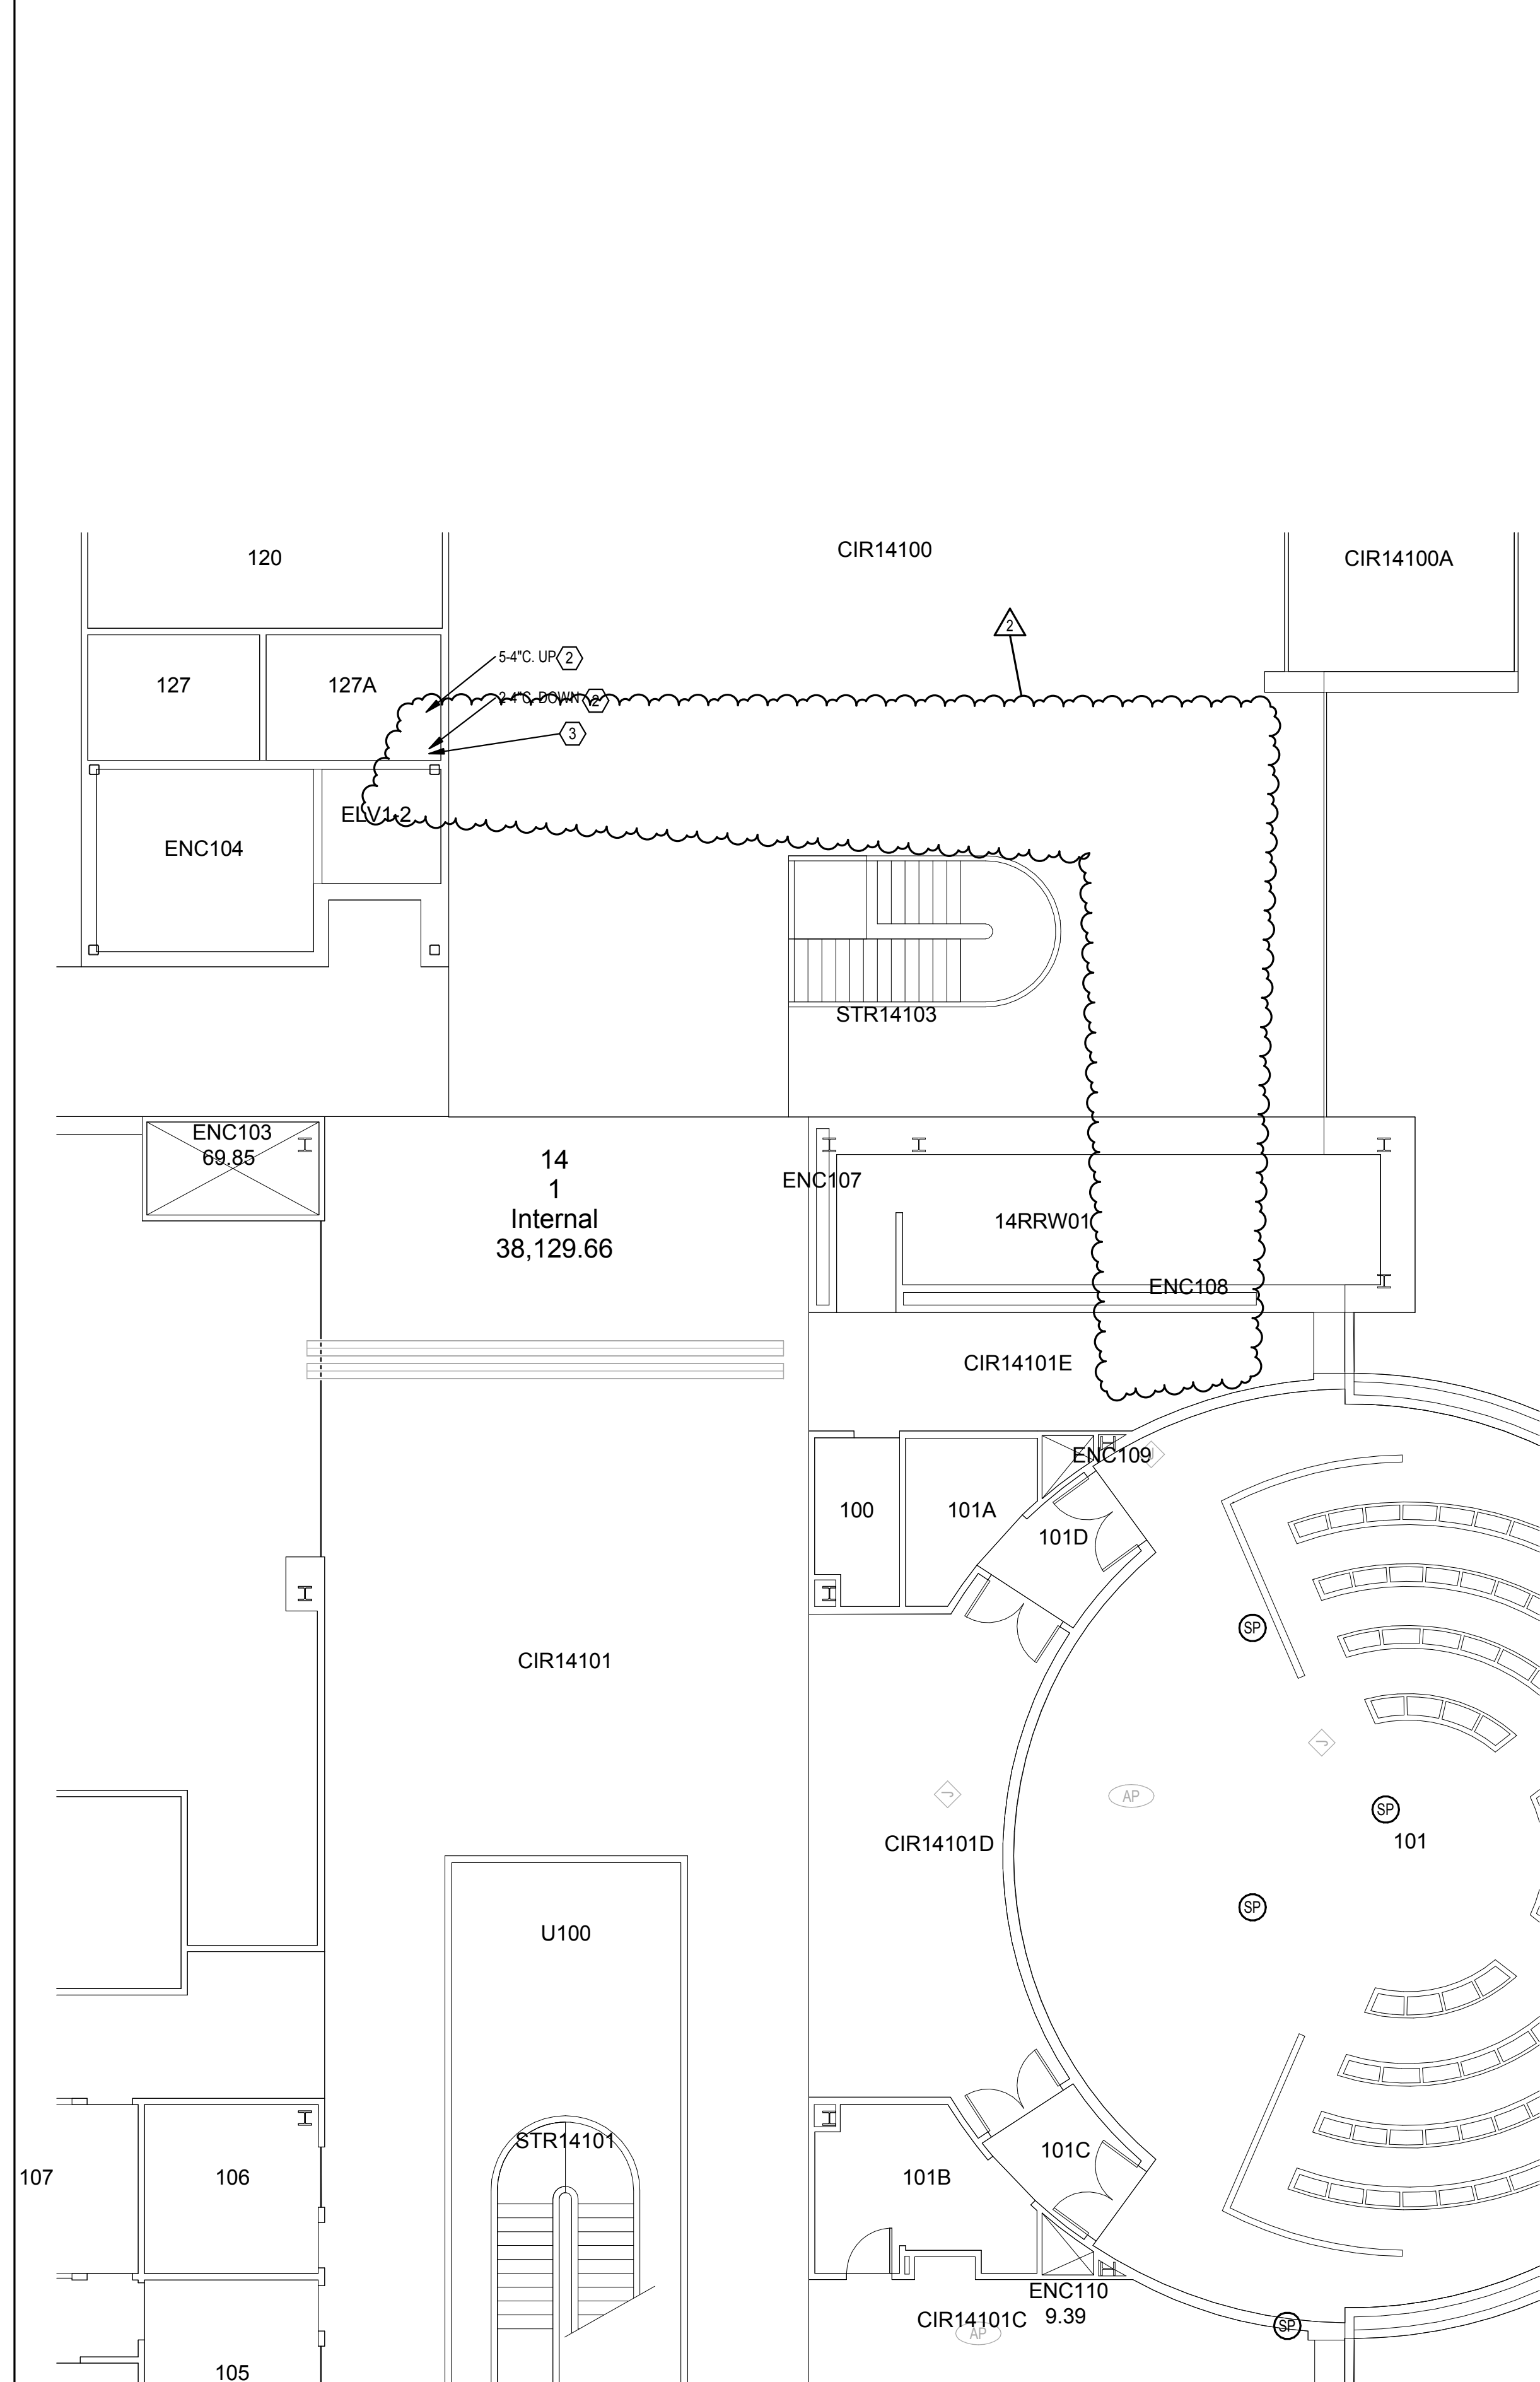 CIR14100
120
CIR14100A
2
5-4"C. UP 2
127
127A
2-4"C. DOWN 2
3
ELV1-2
ENC104
STR14103
ENC103
69.85
14
1
Internal
38,129.66
ENC107
14RRW01
ENC108
CIR14101E
ENC109
J
100
101A
101D
SP
CIR14101
J
J
AP
SP
101
CIR14101D
SP
U100
STR14101
101C
107
106
101B
ENC110
9.39
CIR14101C
AP
SP
105